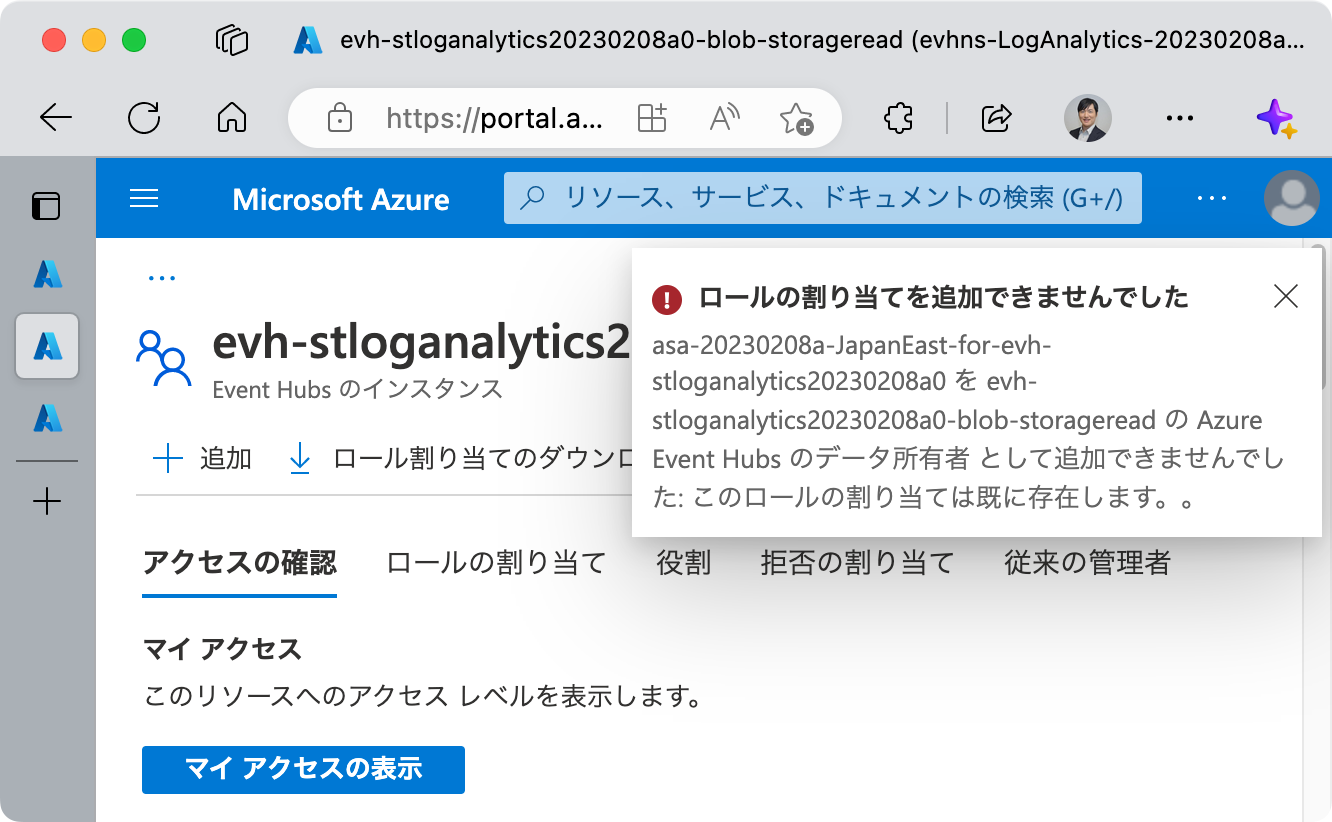 evh-stloganalytics20230208a0-blob-storageread (evhns-LogAnalytics-20230208a...
https://portal.a...
Microsoft Azure
リソース、サービス、ドキュメントの検索 (G+/)
...
evh-stloganalytics2
Event Hubs のインスタンス
追加
ロール割り当てのダウンロ
ロールの割り当てを追加できませんでした
asa-20230208a-JapanEast-for-evh-
stloganalytics20230208a0 を evh-
stloganalytics20230208a0-blob-storageread の Azure
Event Hubs のデータ所有者 として追加できませんでし
た: このロールの割り当ては既に存在します。。
アクセスの確認 ロールの割り当て 役割 拒否の割り当て 従来の管理者
マイ アクセス
このリソースへのアクセス レベルを表示します。
マイ アクセスの表示